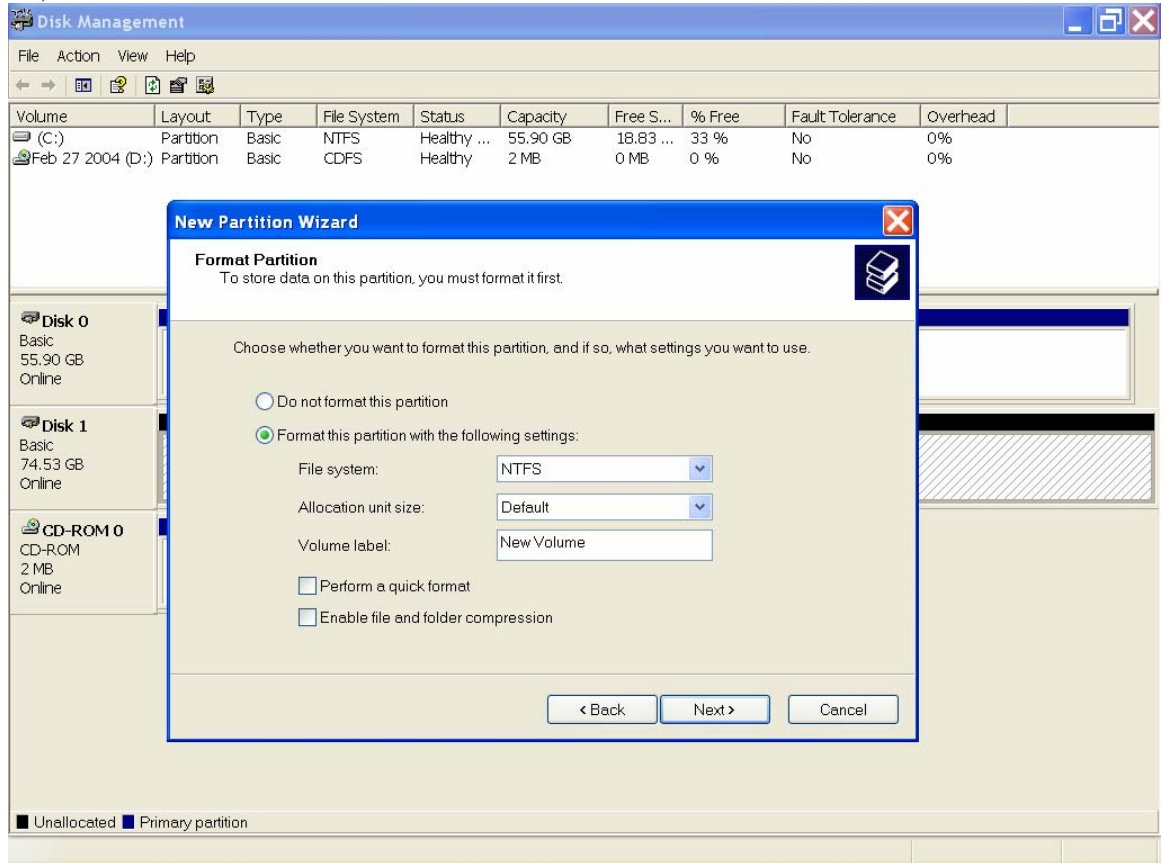 Disk Management
File Action View Help
Volume Layout Type File System Status Capacity Free S... % Free Fault Tolerance Overhead
(C:) Partition Basic NTFS Healthy ... 55.90 GB 18.83 ... 33 % No 0%
Feb 27 2004 (D:) Partition Basic CDFS Healthy 2 MB 0 MB 0 % No 0%
New Partition Wizard
Format Partition
To store data on this partition, you must format it first.
Disk 0
Basic
55.90 GB
Online
Disk 1
Basic
74.53 GB
Online
CD-ROM 0
CD-ROM
2 MB
Online
Choose whether you want to format this partition, and if so, what settings you want to use.
Do not format this partition
Format this partition with the following settings:
File system: NTFS
Allocation unit size: Default
Volume label: New Volume
Perform a quick format
Enable file and folder compression
< Back Next > Cancel
Unallocated Primary partition